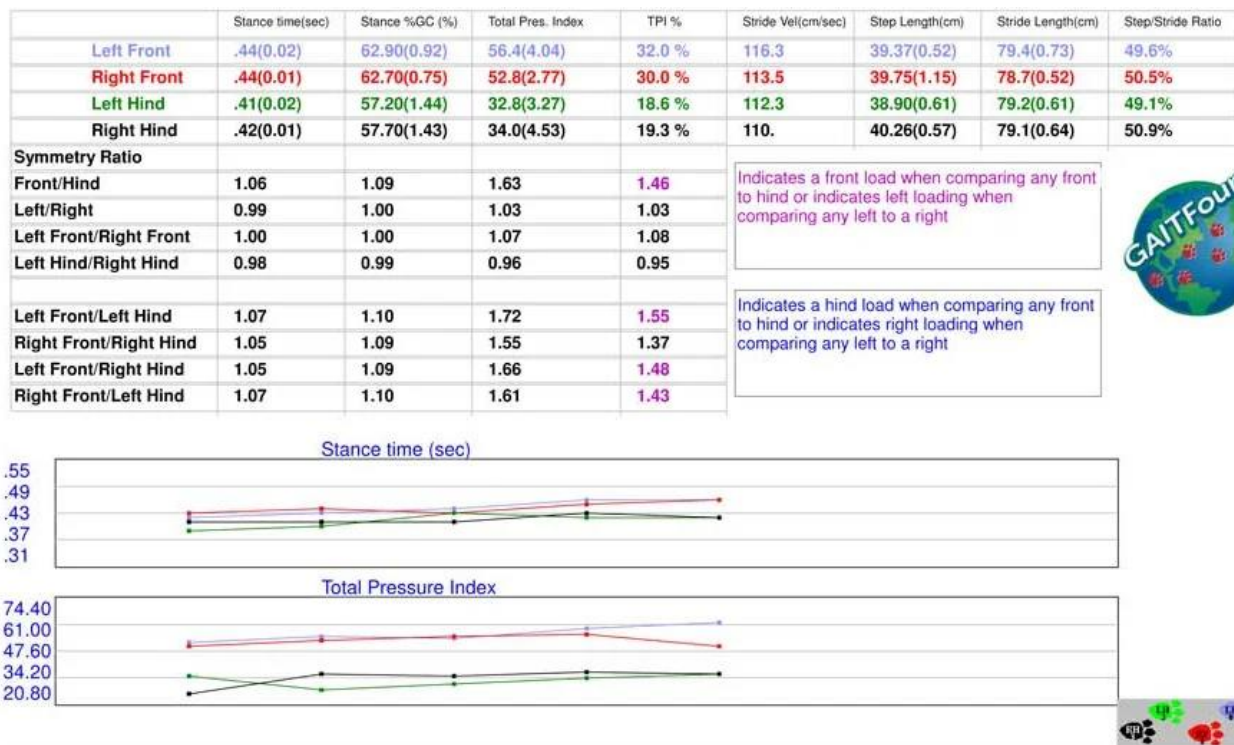 Stance time(sec) Stance %GC (%) Total Pres. Index TPI % Stride Vel(cm/sec) Step Length(cm) Stride Length(cm) Step/Stride Ratio
Left Front .44(0.02) 62.90(0.92) 56.4(4.04) 32.0 % 116.3 39.37(0.52) 79.4(0.73) 49.6%
Right Front .44(0.01) 62.70(0.75) 52.8(2.77) 30.0 % 113.5 39.75(1.15) 78.7(0.52) 50.5%
Left Hind .41(0.02) 57.20(1.44) 32.8(3.27) 18.6 % 112.3 38.90(0.61) 79.2(0.61) 49.1%
Right Hind .42(0.01) 57.70(1.43) 34.0(4.53) 19.3 % 110. 40.26(0.57) 79.1(0.64) 50.9%
Symmetry Ratio
Front/Hind 1.06 1.09 1.63 1.46
Left/Right 0.99 1.00 1.03 1.03
Left Front/Right Front 1.00 1.00 1.07 1.08
Left Hind/Right Hind 0.98 0.99 0.96 0.95
Left Front/Left Hind 1.07 1.10 1.72 1.55
Right Front/Right Hind 1.05 1.09 1.55 1.37
Left Front/Right Hind 1.05 1.09 1.66 1.48
Right Front/Left Hind 1.07 1.10 1.61 1.43
Indicates a front load when comparing any front
to hind or indicates left loading when
comparing any left to a right
Indicates a hind load when comparing any front
to hind or indicates right loading when
comparing any left to a right
GAITFour
Stance time (sec)
.55
.49
.43
.37
.31
Total Pressure Index
74.40
61.00
47.60
34.20
20.80
RH